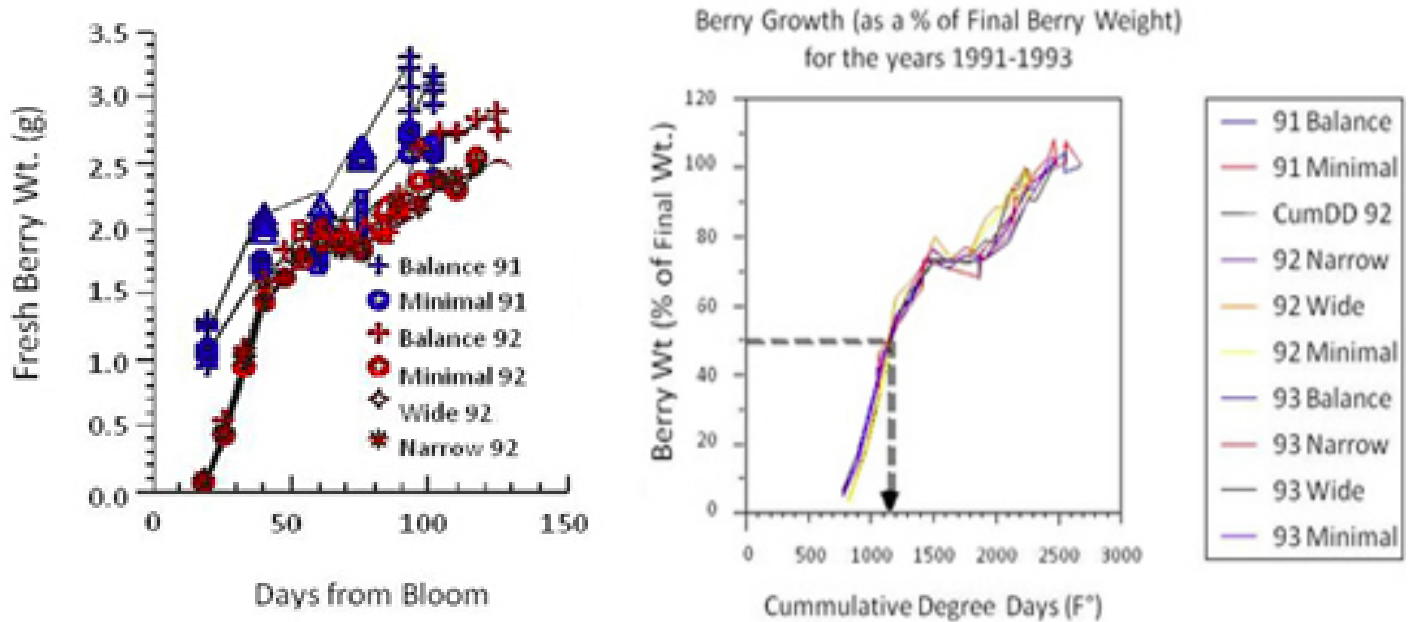 3.5
3.0
2.5
2.0
1.5
1.0
0.5
0.0
0
50
100
150
Fresh Berry Wt. (g)
Days from Bloom
Balance 91
Minimal 91
Balance 92
Minimal 92
Wide 92
Narrow 92
Berry Growth (as a % of Final Berry Weight)
for the years 1991-1993
120
100
80
60
40
20
0
0
500
1000
1500
2000
2500
3000
Berry Wt (% of Final Wt.)
Cummulative Degree Days (F°)
91 Balance
91 Minimal
CumDD 92
92 Narrow
92 Wide
92 Minimal
93 Balance
93 Narrow
93 Wide
93 Minimal